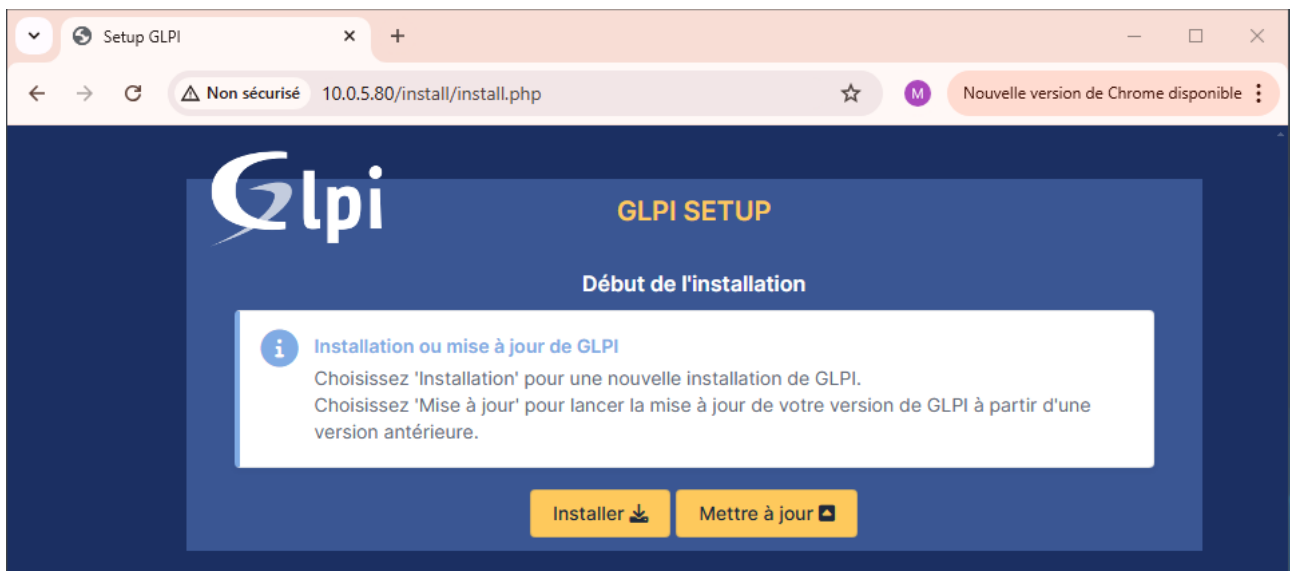 Setup GLPI
Non sécurisé 10.0.5.80/install/install.php M Nouvelle version de Chrome disponible
Glpi
GLPI SETUP
Début de l'installation
Installation ou mise à jour de GLPI
Choisissez 'Installation' pour une nouvelle installation de GLPI.
Choisissez 'Mise à jour' pour lancer la mise à jour de votre version de GLPI à partir d'une
version antérieure.
Installer Mettre à jour